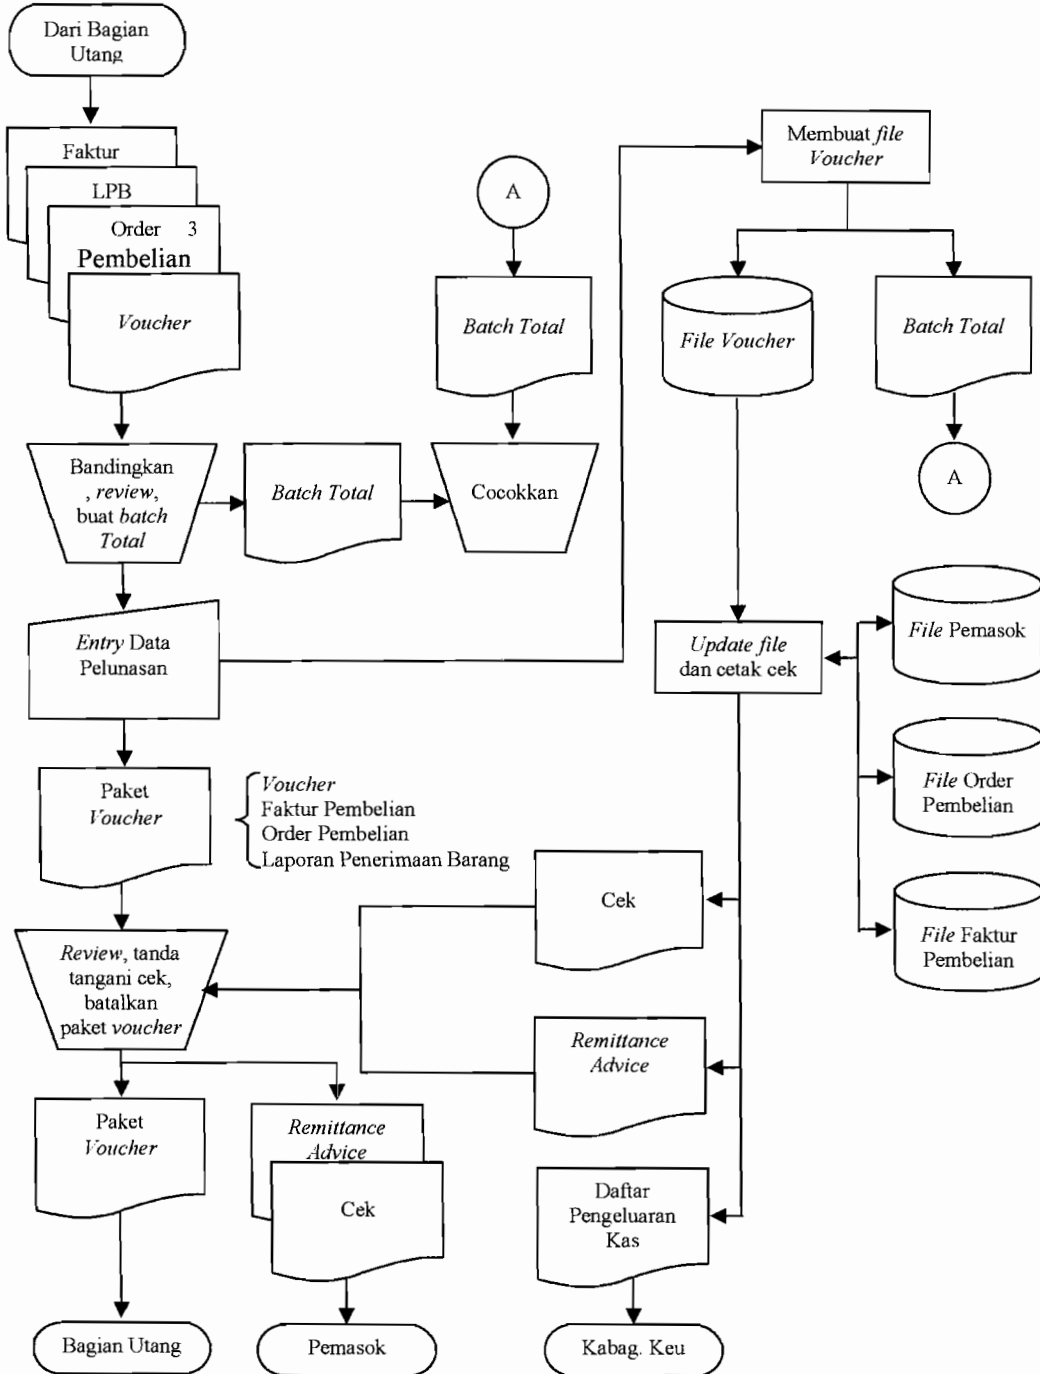 Dari Bagian
Utang
Faktur
LPB
Order 3
Pembelian
Voucher
Bandingkan
, review,
buat batch
Total
Batch Total
A
Batch Total
Cocokkan
Entry Data
Pelunasan
Paket
Voucher
Voucher
Faktur Pembelian
Order Pembelian
Laporan Penerimaan Barang
Review, tanda
tangani cek,
batalkan
paket voucher
Paket
Voucher
Bagian Utang
Remittance
Advice
Cek
Pemasok
Membuat file
Voucher
File Voucher
Batch Total
A
Update file
dan cetak cek
File Pemasok
File Order
Pembelian
File Faktur
Pembelian
Cek
Remittance
Advice
Daftar
Pengeluaran
Kas
Kabag. Keu